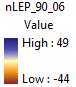 nLEP_90_06
Value
High : 49
Low : -44